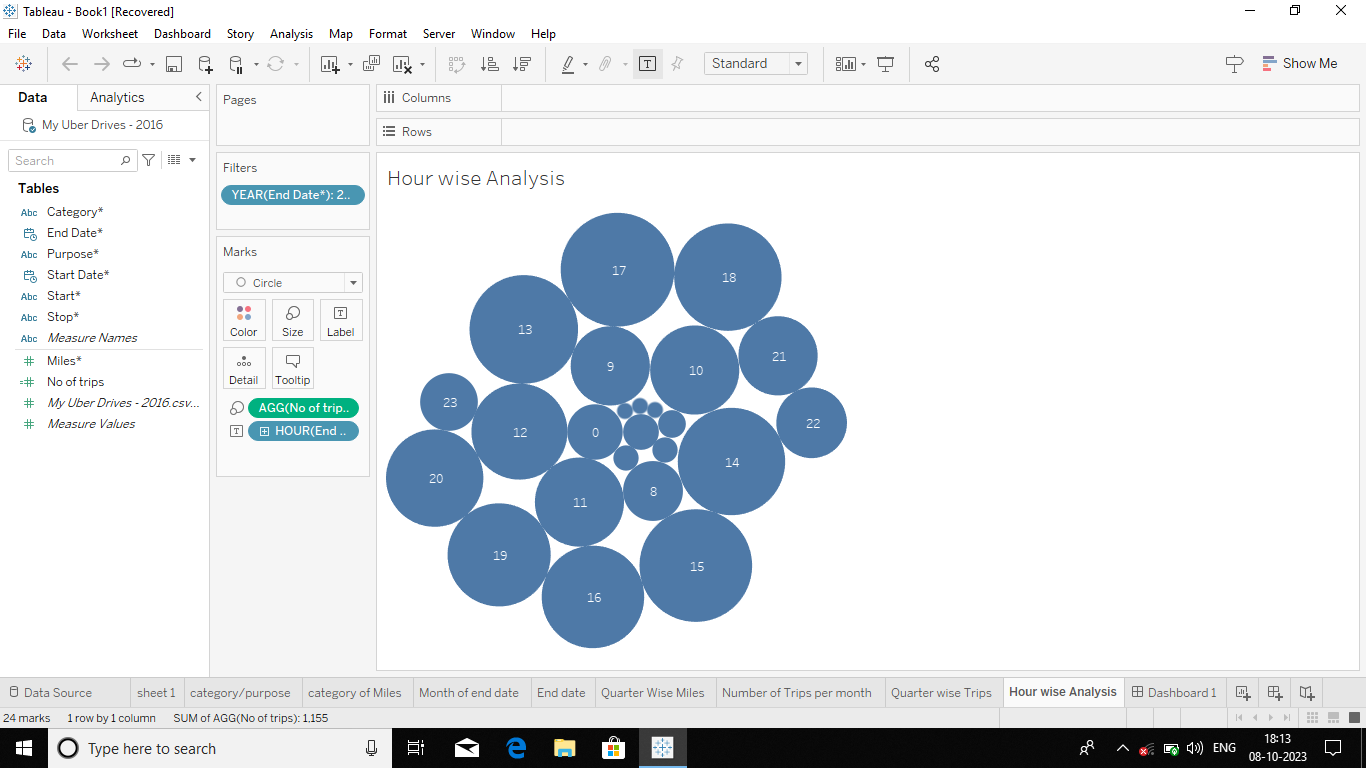 Tableau - Book1 [Recovered]
File Data Worksheet Dashboard Story Analysis Map Format Server Window Help
Standard
Show Me
Data Analytics
My Uber Drives - 2016
Search
Tables
Abc Category*
End Date*
Abc Purpose*
Start Date*
Abc Start*
Abc Stop*
Abc Measure Names
# Miles*
=# No of trips
# My Uber Drives - 2016.csv...
# Measure Values
Pages
Filters
YEAR(End Date*): 2..
Marks
Circle
Color Size Label
Detail Tooltip
AGG(No of trip..
HOUR(End ..
Columns
Rows
Hour wise Analysis
17
18
13
21
9
10
23
22
12
0
14
20
8
11
19
15
16
Data Source sheet 1 category/purpose category of Miles Month of end date End date Quarter Wise Miles Number of Trips per month Quarter wise Trips Hour wise Analysis Dashboard 1
24 marks 1 row by 1 column SUM of AGG(No of trips): 1,155
Type here to search
ENG
18:13
08-10-2023